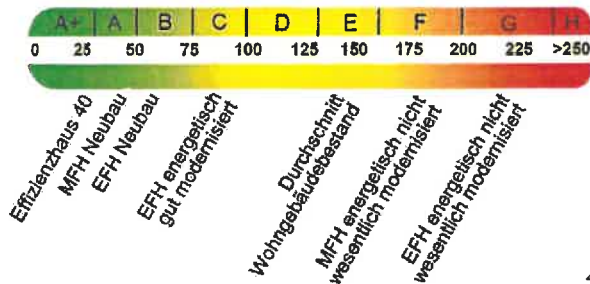 A+ A B C D E F G H
0 25 50 75 100 125 150 175 200 225 >250
Effizienzhaus 40
MFH Neubau
EFH Neubau
EFH energetisch
gut modernisiert
Durchschnitt
Wohngebäudebestand
MFH energetisch nicht
wesentlich modernisiert
EFH energetisch nicht
wesentlich modernisiert